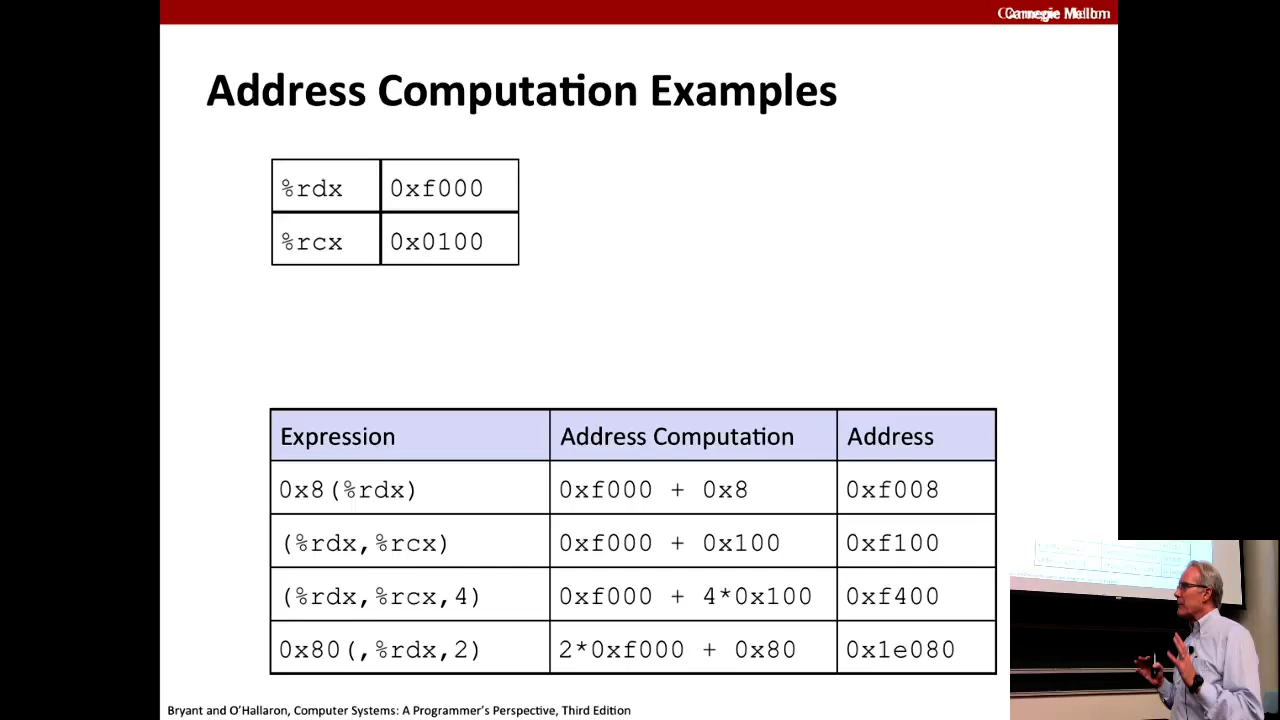 Carnegie Mellon
Address Computation Examples
%rdx 0xf000
%rcx 0x0100
Expression Address Computation Address
0x8(%rdx) 0xf000 + 0x8 0xf008
(%rdx,%rcx) 0xf000 + 0x100 0xf100
(%rdx,%rcx,4) 0xf000 + 4*0x100 0xf400
0x80(,%rdx,2) 2*0xf000 + 0x80 0x1e080
Bryant and O'Hallaron, Computer Systems: A Programmer's Perspective, Third Edition